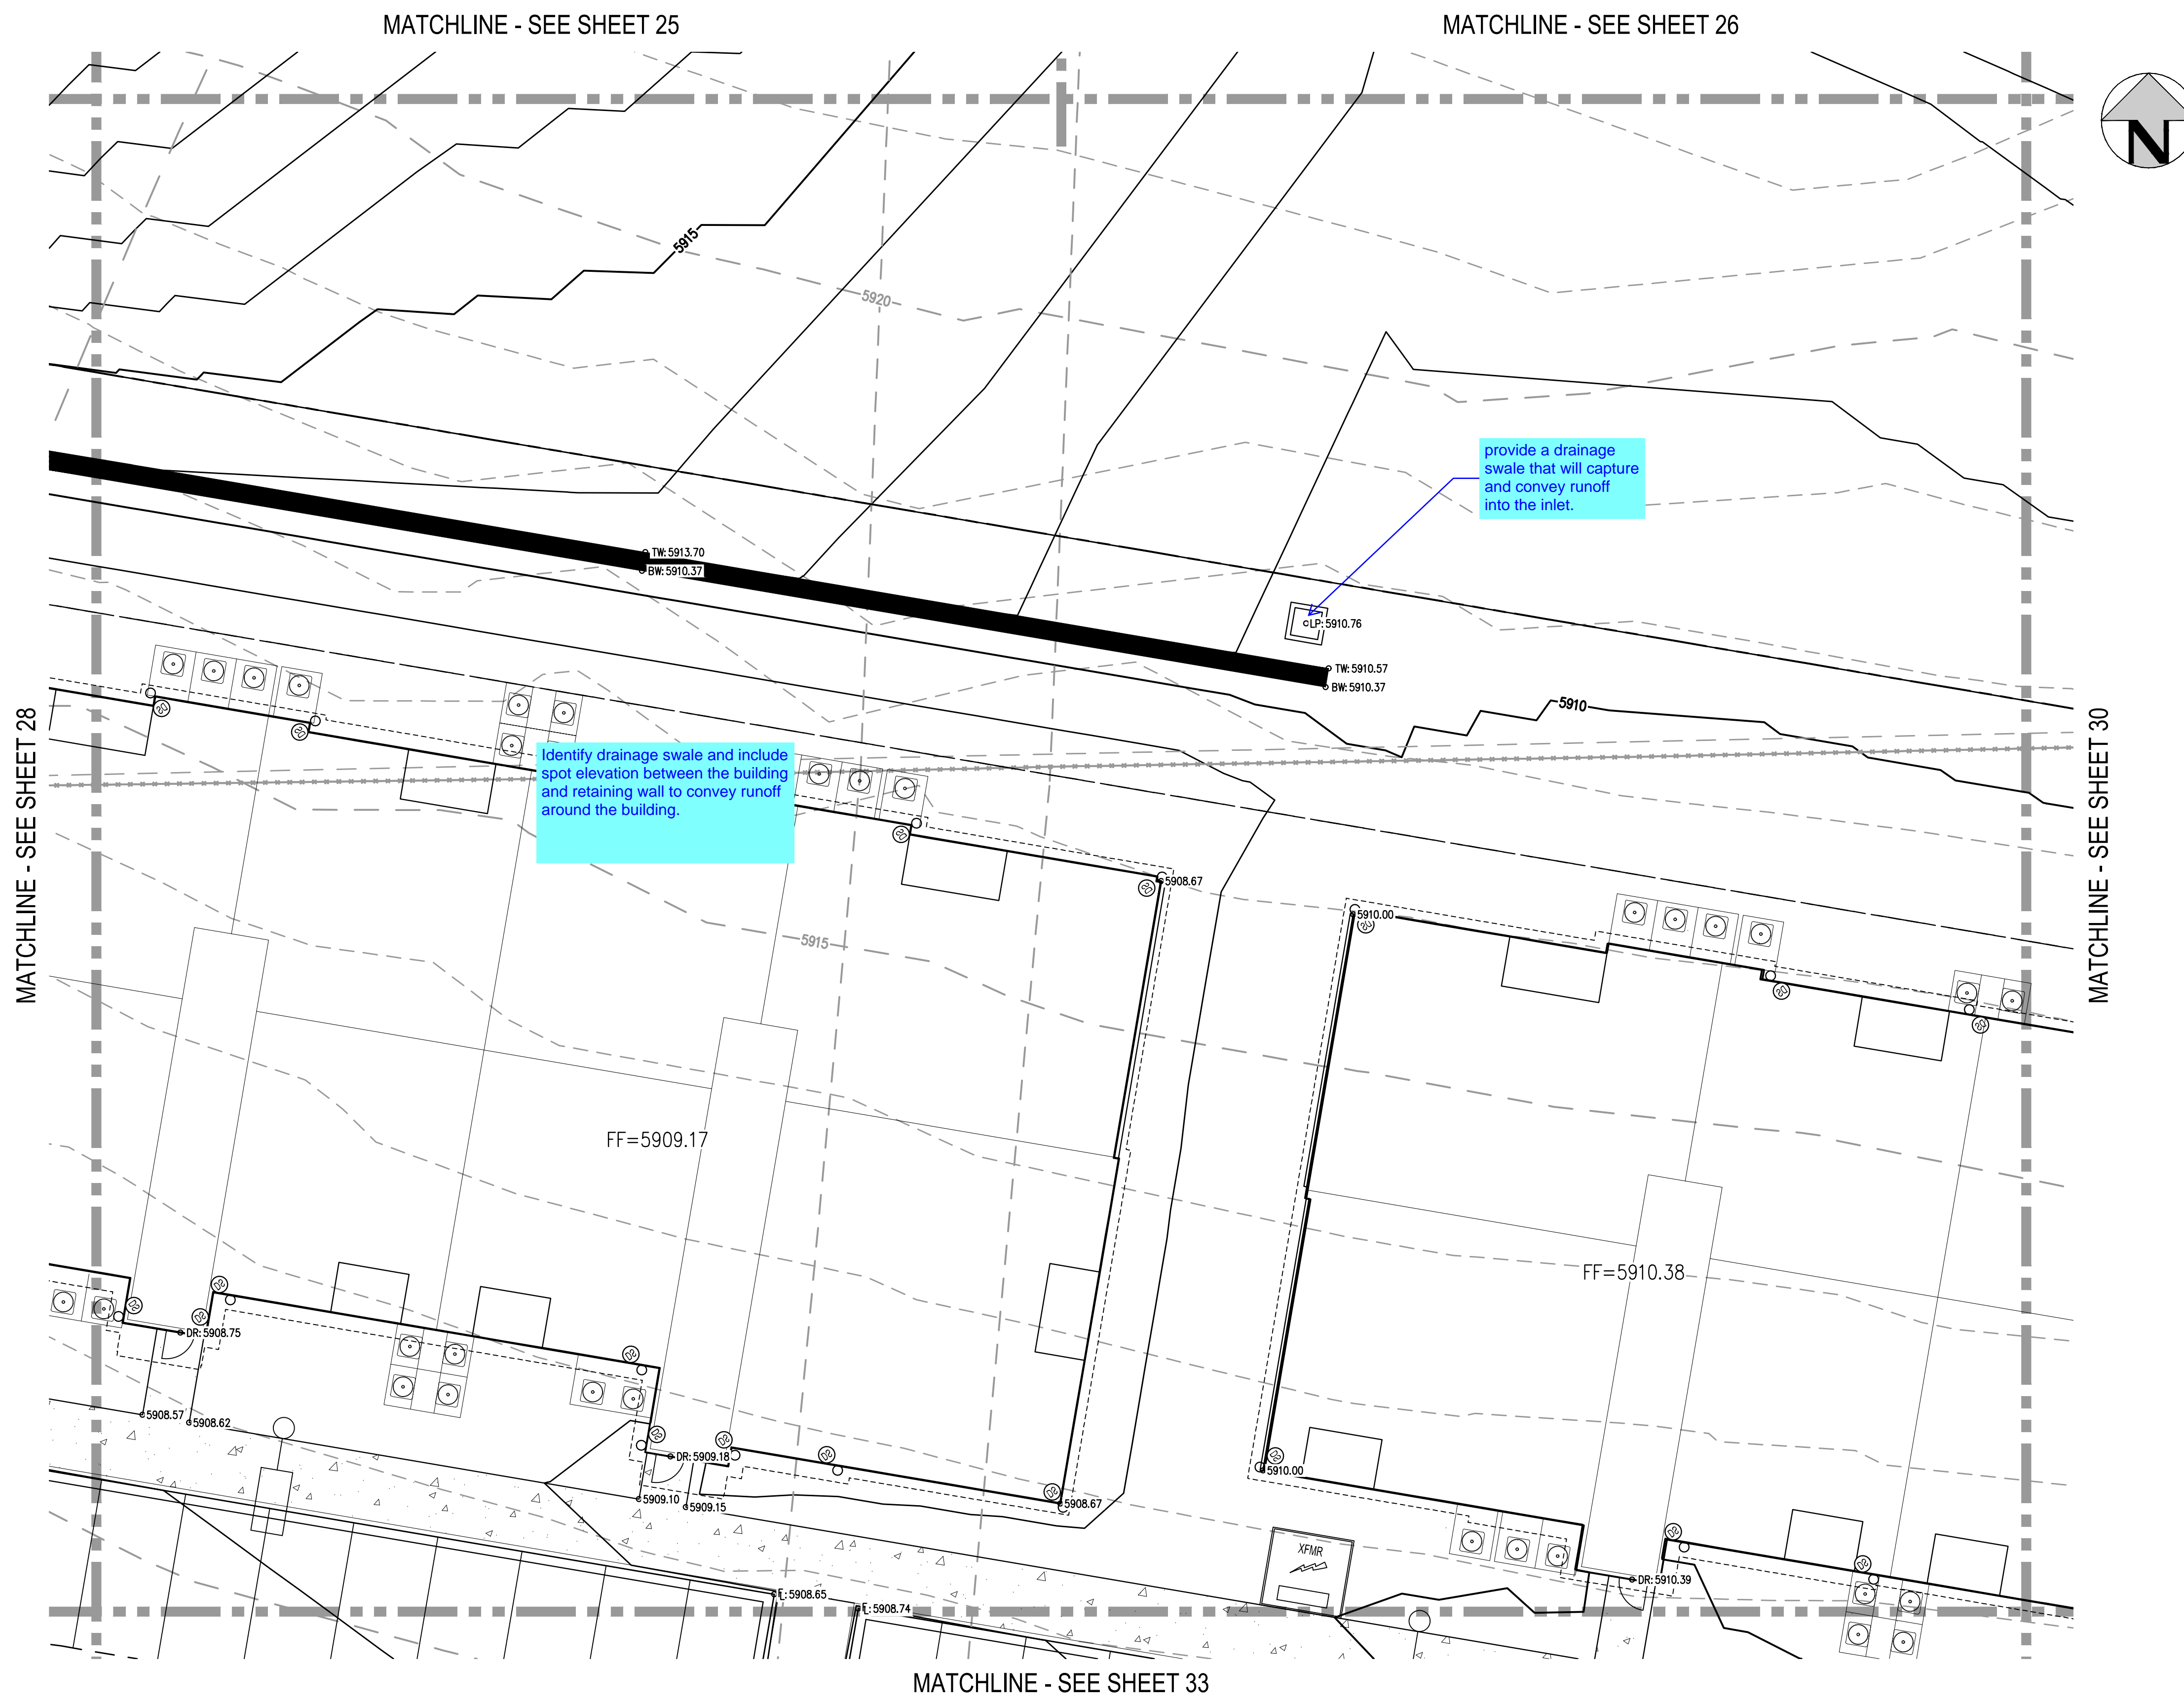 MATCHLINE - SEE SHEET 25
MATCHLINE - SEE SHEET 26
N
5915
5920
provide a drainage
swale that will capture
and convey runoff
into the inlet.
TW: 5913.70
BW: 5910.37
LP: 5910.76
TW: 5910.57
BW: 5910.37
5910
MATCHLINE - SEE SHEET 28
MATCHLINE - SEE SHEET 30
Identify drainage swale and include
spot elevation between the building
and retaining wall to convey runoff
around the building.
5908.67
5910.00
5915
FF=5909.17
FF=5910.38
DR: 5908.75
5908.57
5908.62
DR: 5909.18
5909.10
5909.15
5908.67
5910.00
XFMR
DR: 5910.39
5908.65
5908.74
MATCHLINE - SEE SHEET 33